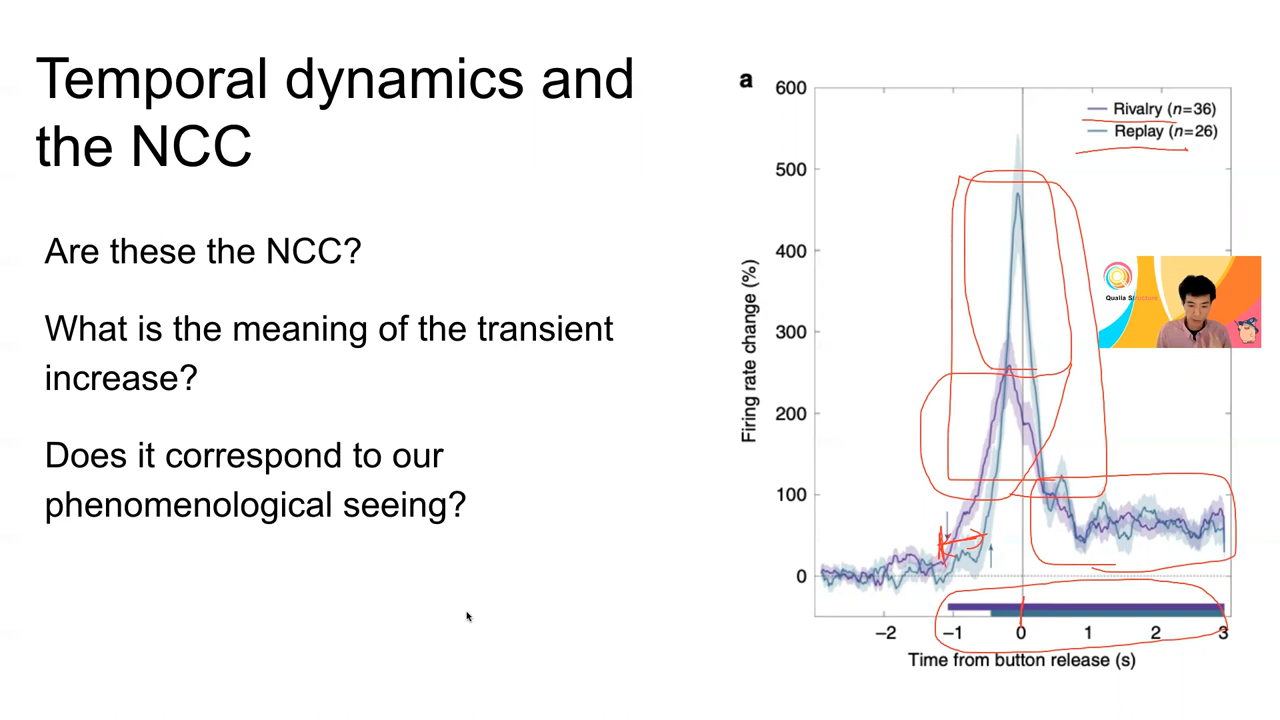 Temporal dynamics and
the NCC
Are these the NCC?
What is the meaning of the transient
increase?
Does it correspond to our
phenomenological seeing?
a
Firing rate change (%)
600
500
400
300
200
100
0
Rivalry (n=36)
Replay (n=26)
Qualia Structure
−2
−1
0
1
2
3
Time from button release (s)